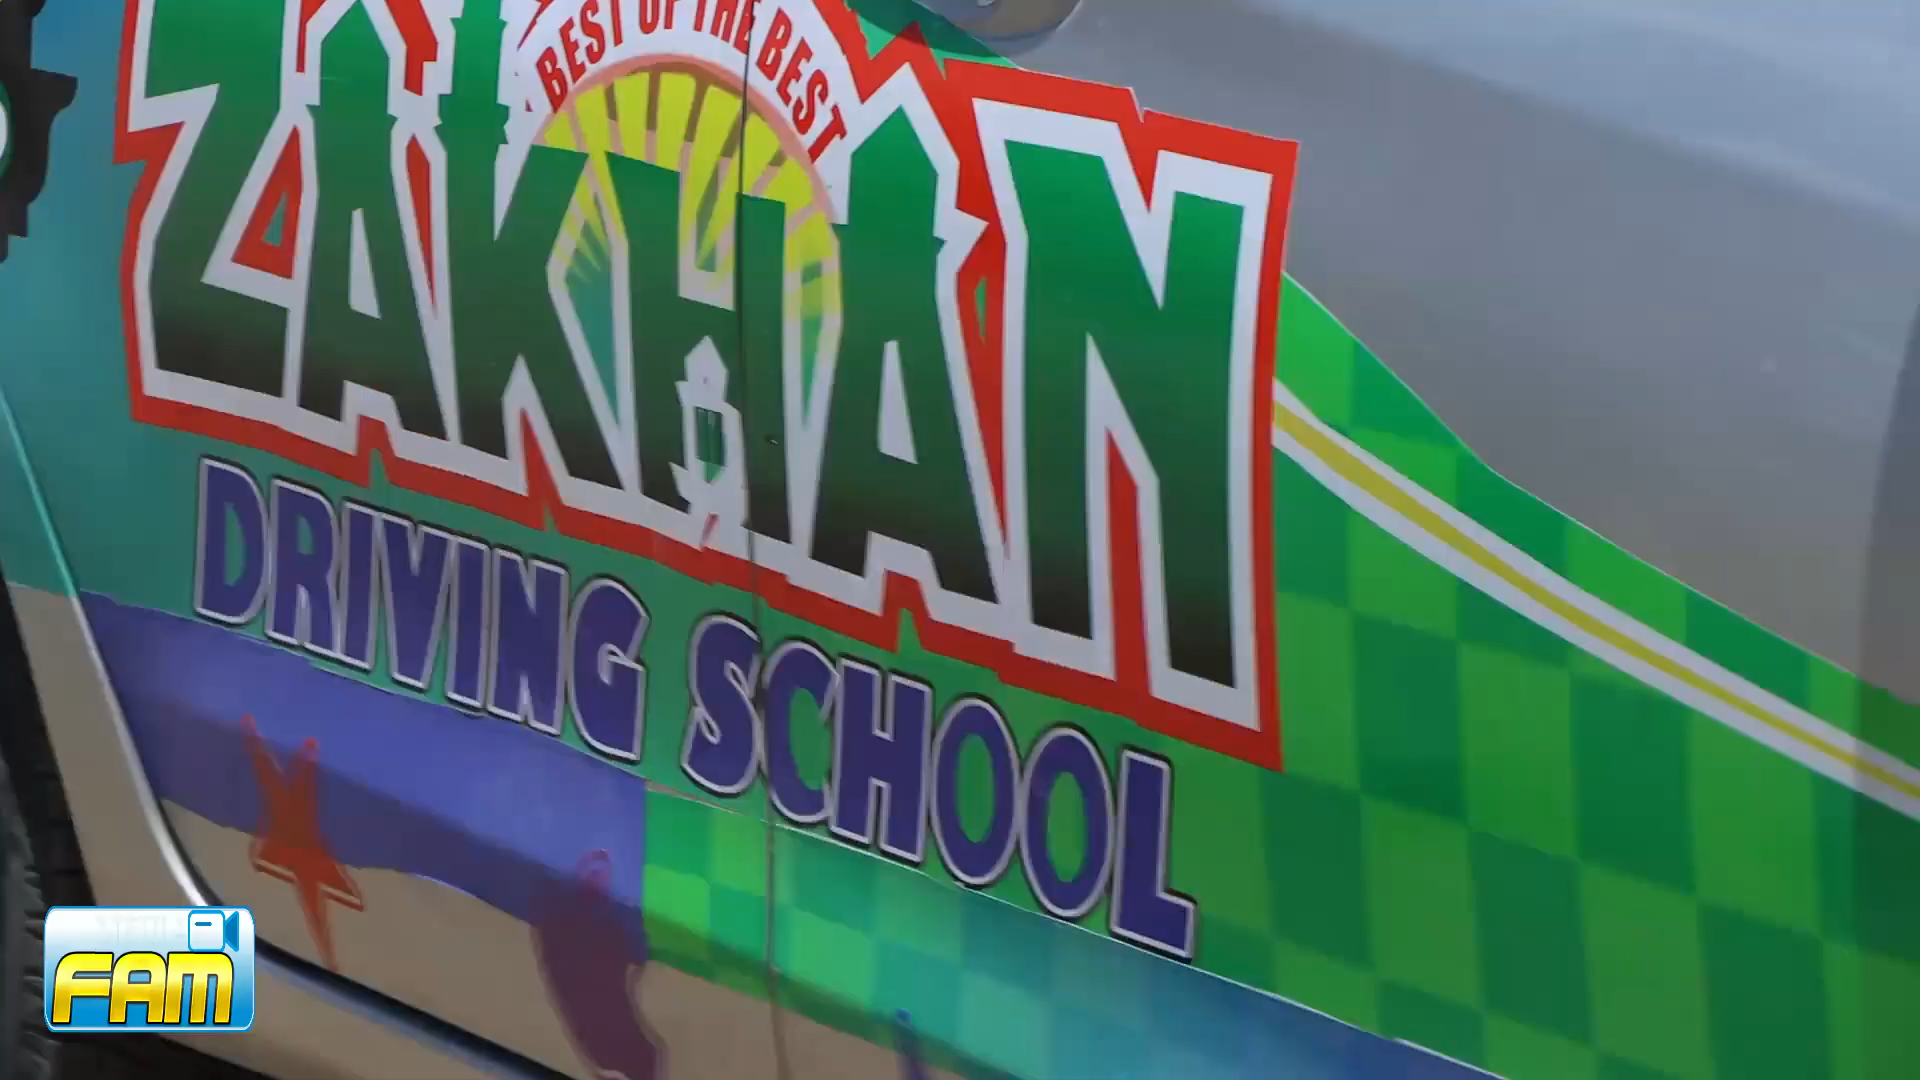 BEST OF THE BEST
ZAKHAN
DRIVING SCHOOL
FAM